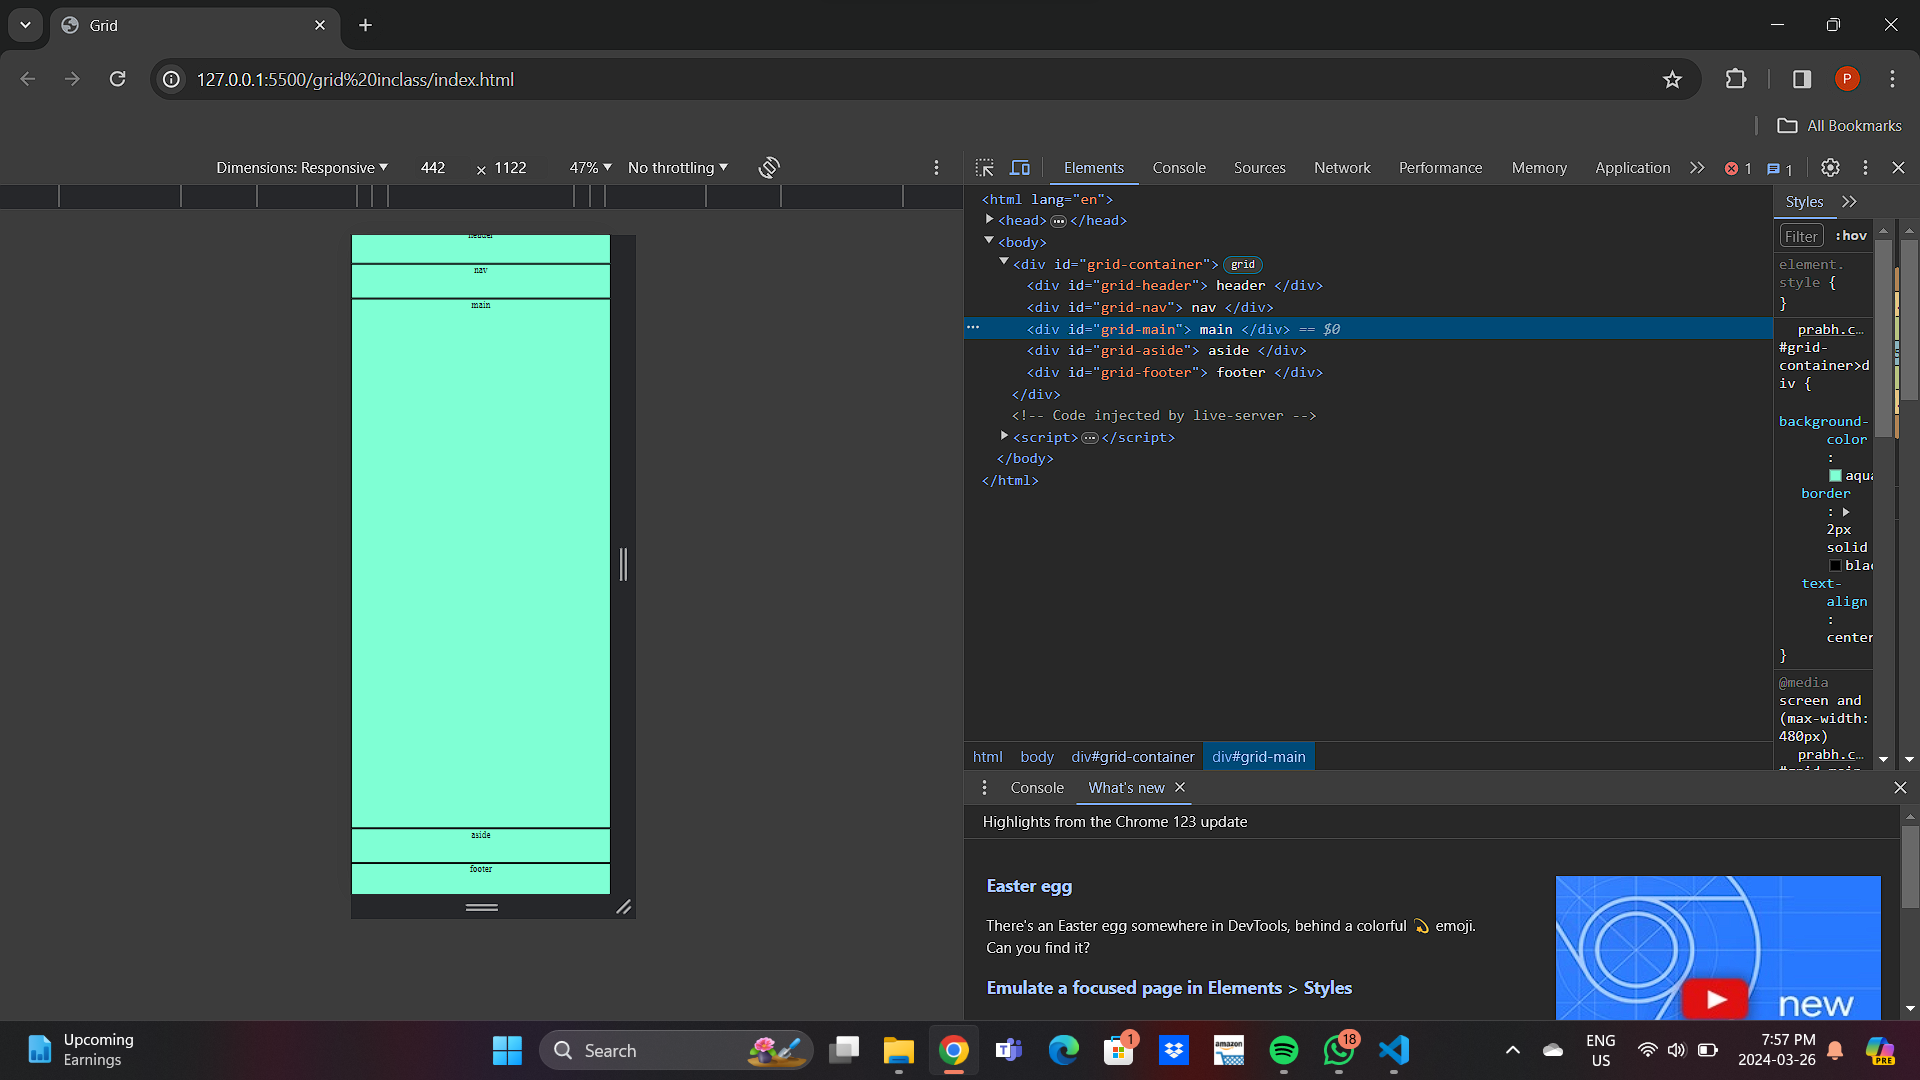 Grid
127.0.0.1:5500/grid%20inclass/index.html
P
All Bookmarks
Dimensions: Responsive 442 × 1122 47% No throttling
Elements Console Sources Network Performance Memory Application 1 1
header
nav
main
aside
footer
<html lang="en">
<head> … </head>
<body>
<div id="grid-container"> grid
<div id="grid-header"> header </div>
<div id="grid-nav"> nav </div>
<div id="grid-main"> main </div> == $0
<div id="grid-aside"> aside </div>
<div id="grid-footer"> footer </div>
</div>
<!-- Code injected by live-server -->
<script> … </script>
</body>
</html>
html body div#grid-container div#grid-main
Styles
Filter :hov
element.
style {
}
prabh.c…
#grid-
container>d
iv {
background-
color
:
aqua
border
:
2px
solid
blac
text-
align
:
center
}
@media
screen and
(max-width:
480px)
prabh.c…
Console What's new
Highlights from the Chrome 123 update
Easter egg
There's an Easter egg somewhere in DevTools, behind a colorful 💫 emoji.
Can you find it?
Emulate a focused page in Elements > Styles
new
Upcoming
Earnings
Search
1
amazon
18
ENG
US
7:57 PM
2024-03-26
PRE